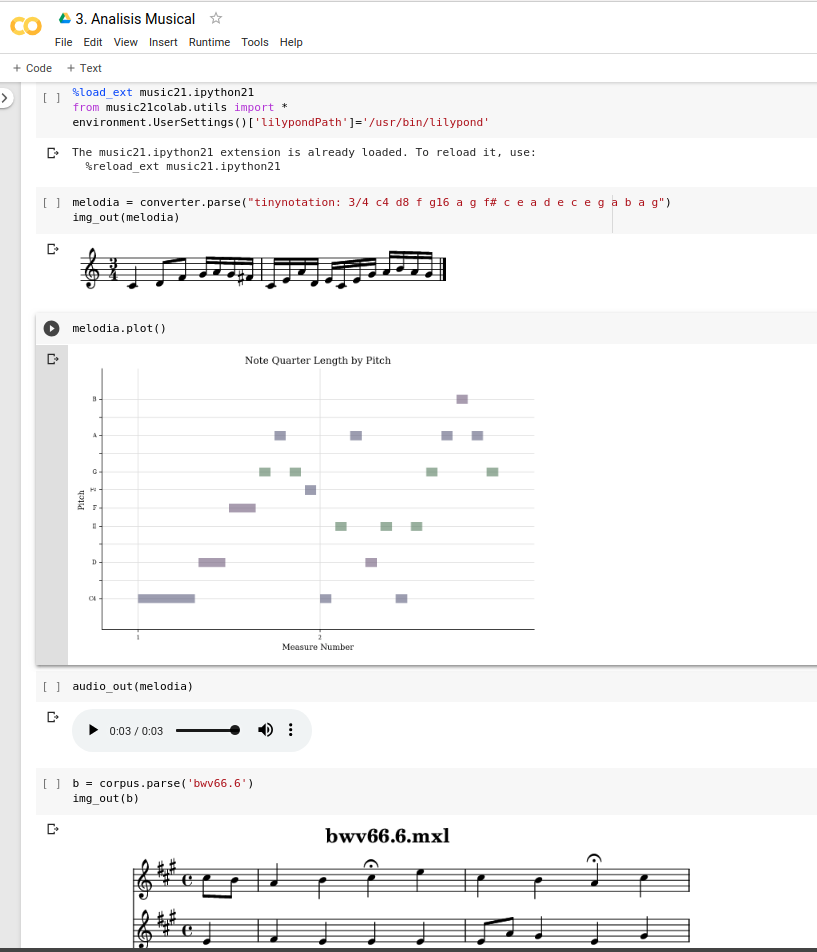 3. Analisis Musical
File Edit View Insert Runtime Tools Help
+ Code + Text
[ ] %load_ext music21.ipython21
from music21colab.utils import *
environment.UserSettings()['lilypondPath']='/usr/bin/lilypond'
The music21.ipython21 extension is already loaded. To reload it, use:
%reload_ext music21.ipython21
[ ] melodia = converter.parse("tinynotation: 3/4 c4 d8 f g16 a g f# c e a d e c e g a b a g")
img_out(melodia)
3
4
melodia.plot()
Note Quarter Length by Pitch
B
A
G
F
E
D
C4
Pitch
1 2
Measure Number
[ ] audio_out(melodia)
0:03 / 0:03
[ ] b = corpus.parse('bwv66.6')
img_out(b)
bwv66.6.mxl